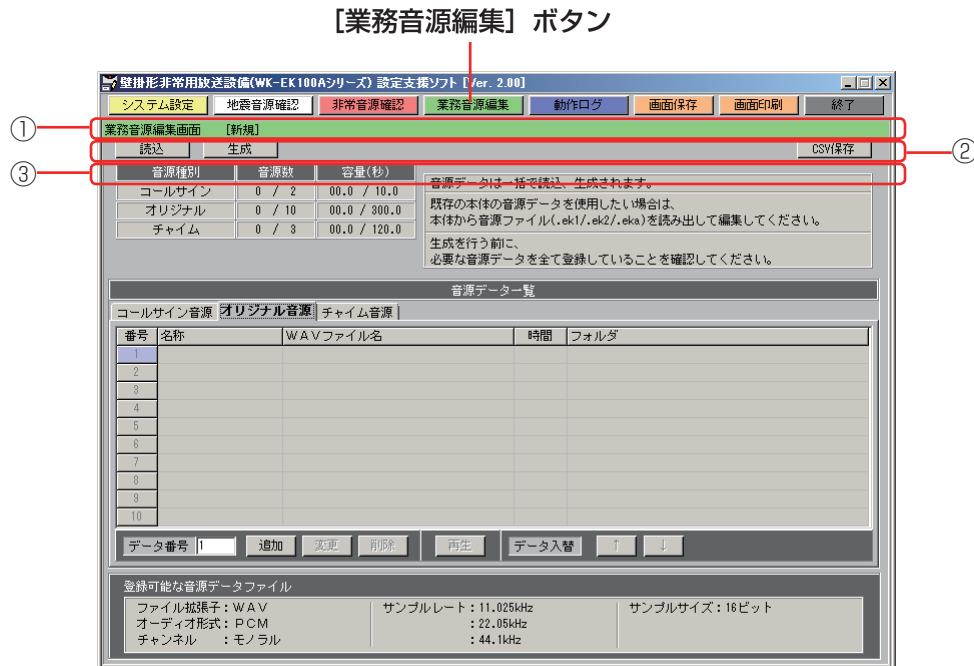 ［業務音源編集］ボタン
壁掛形非常用放送設備(WK-EK100Aシリーズ) 設定支援ソフト [Ver. 2.00]
システム設定 地震音源確認 非常音源確認 業務音源編集 動作ログ 画面保存 画面印刷 終了
① 業務音源編集画面 [新規]
読込 生成 CSV保存 ②
③ 音源種別 音源数 容量(秒)
コールサイン 0 / 2 00.0 / 10.0
オリジナル 0 / 10 00.0 / 300.0
チャイム 0 / 3 00.0 / 120.0
音源データは一括で読込、生成されます。
既存の本体の音源データを使用したい場合は、
本体から音源ファイル(.ek1/.ek2/.eka)を読み出して編集してください。
生成を行う前に、
必要な音源データを全て登録していることを確認してください。
音源データ一覧
コールサイン音源 オリジナル音源 チャイム音源
番号 名称 WAVファイル名 時間 フォルダ
1
2
3
4
5
6
7
8
9
10
データ番号 1 追加 変更 削除 再生 データ入替 ↑ ↓
登録可能な音源データファイル
ファイル拡張子：WAV サンプルレート：11.025kHz サンプルサイズ：16ビット
オーディオ形式：PCM ：22.05kHz
チャンネル ：モノラル ：44.1kHz